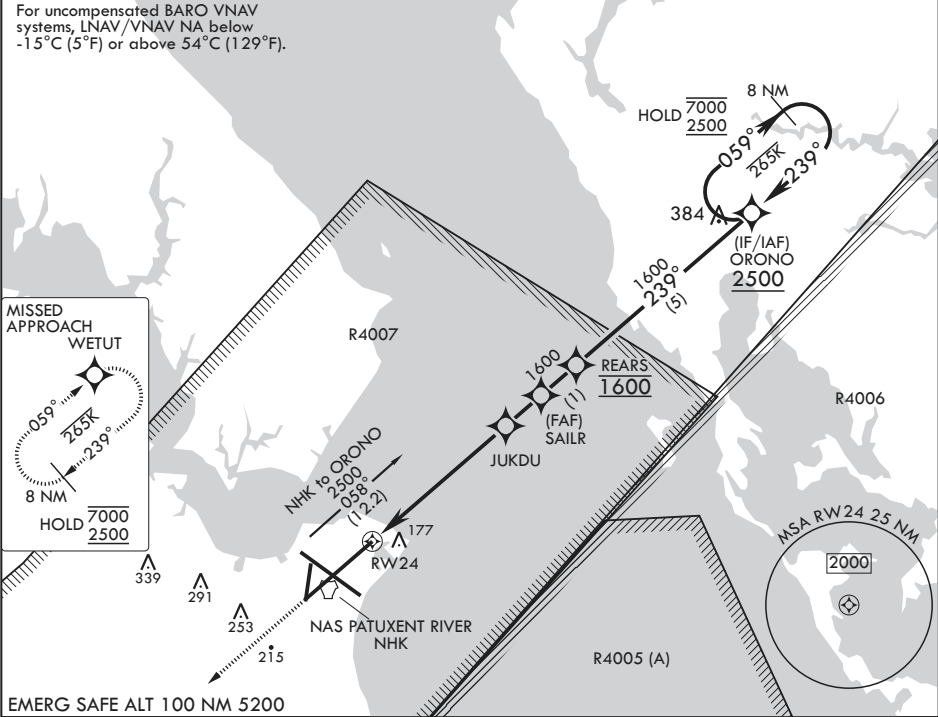 For uncompensated BARO VNAV
systems, LNAV/VNAV NA below
-15°C (5°F) or above 54°C (129°F).
8 NM
HOLD 7000
2500
059°
265K
239°
384
(IF/IAF)
ORONO
2500
1600
239°
(5)
MISSED
APPROACH
WETUT
059°
265K
239°
8 NM
HOLD 7000
2500
R4007
1600
(1)
REARS
1600
(FAF)
SAILR
JUKDU
R4006
NHK to ORONO
2500
058°
(12.2)
177
RW24
MSA RW24 25 NM
2000
339
291
253
215
NAS PATUXENT RIVER
NHK
R4005 (A)
EMERG SAFE ALT 100 NM 5200